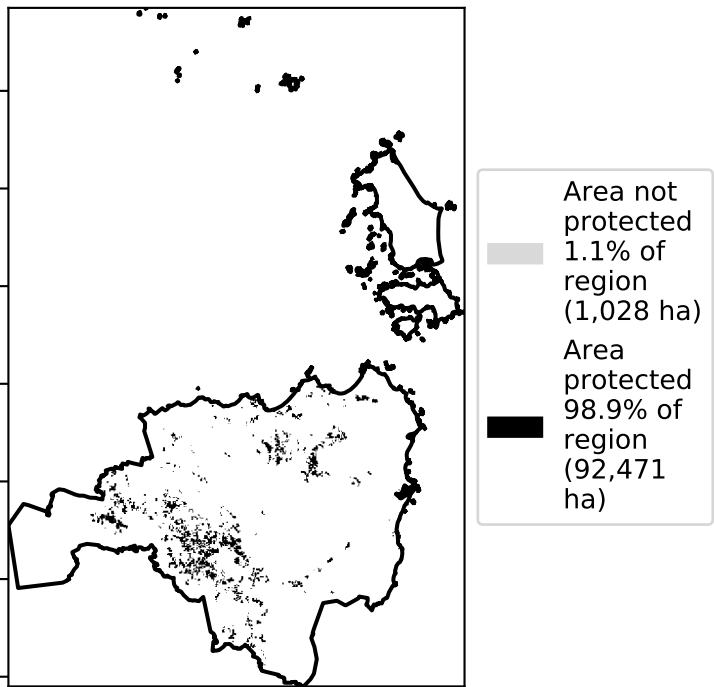 Area not
protected
1.1% of
region
(1,028 ha)
Area
protected
98.9% of
region
(92,471
ha)